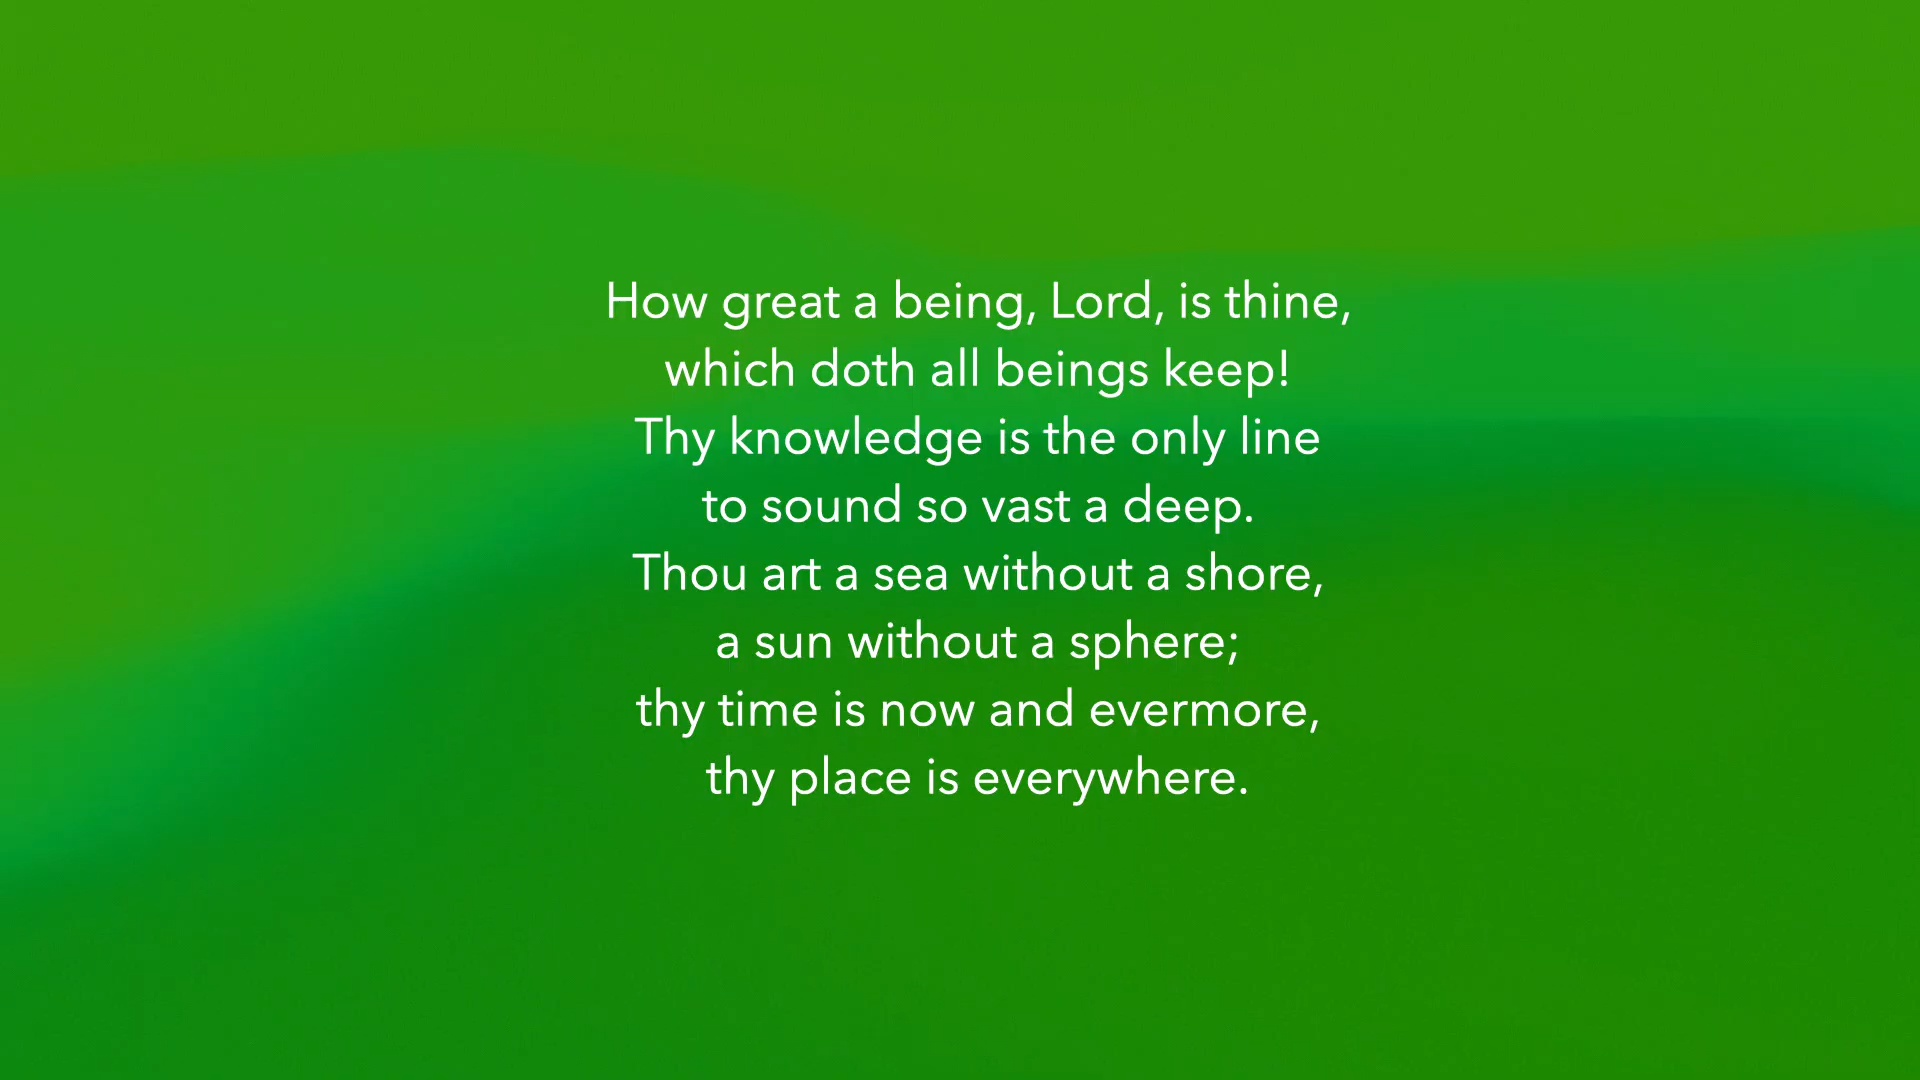 How great a being, Lord, is thine,
which doth all beings keep!
Thy knowledge is the only line
to sound so vast a deep.
Thou art a sea without a shore,
a sun without a sphere;
thy time is now and evermore,
thy place is everywhere.